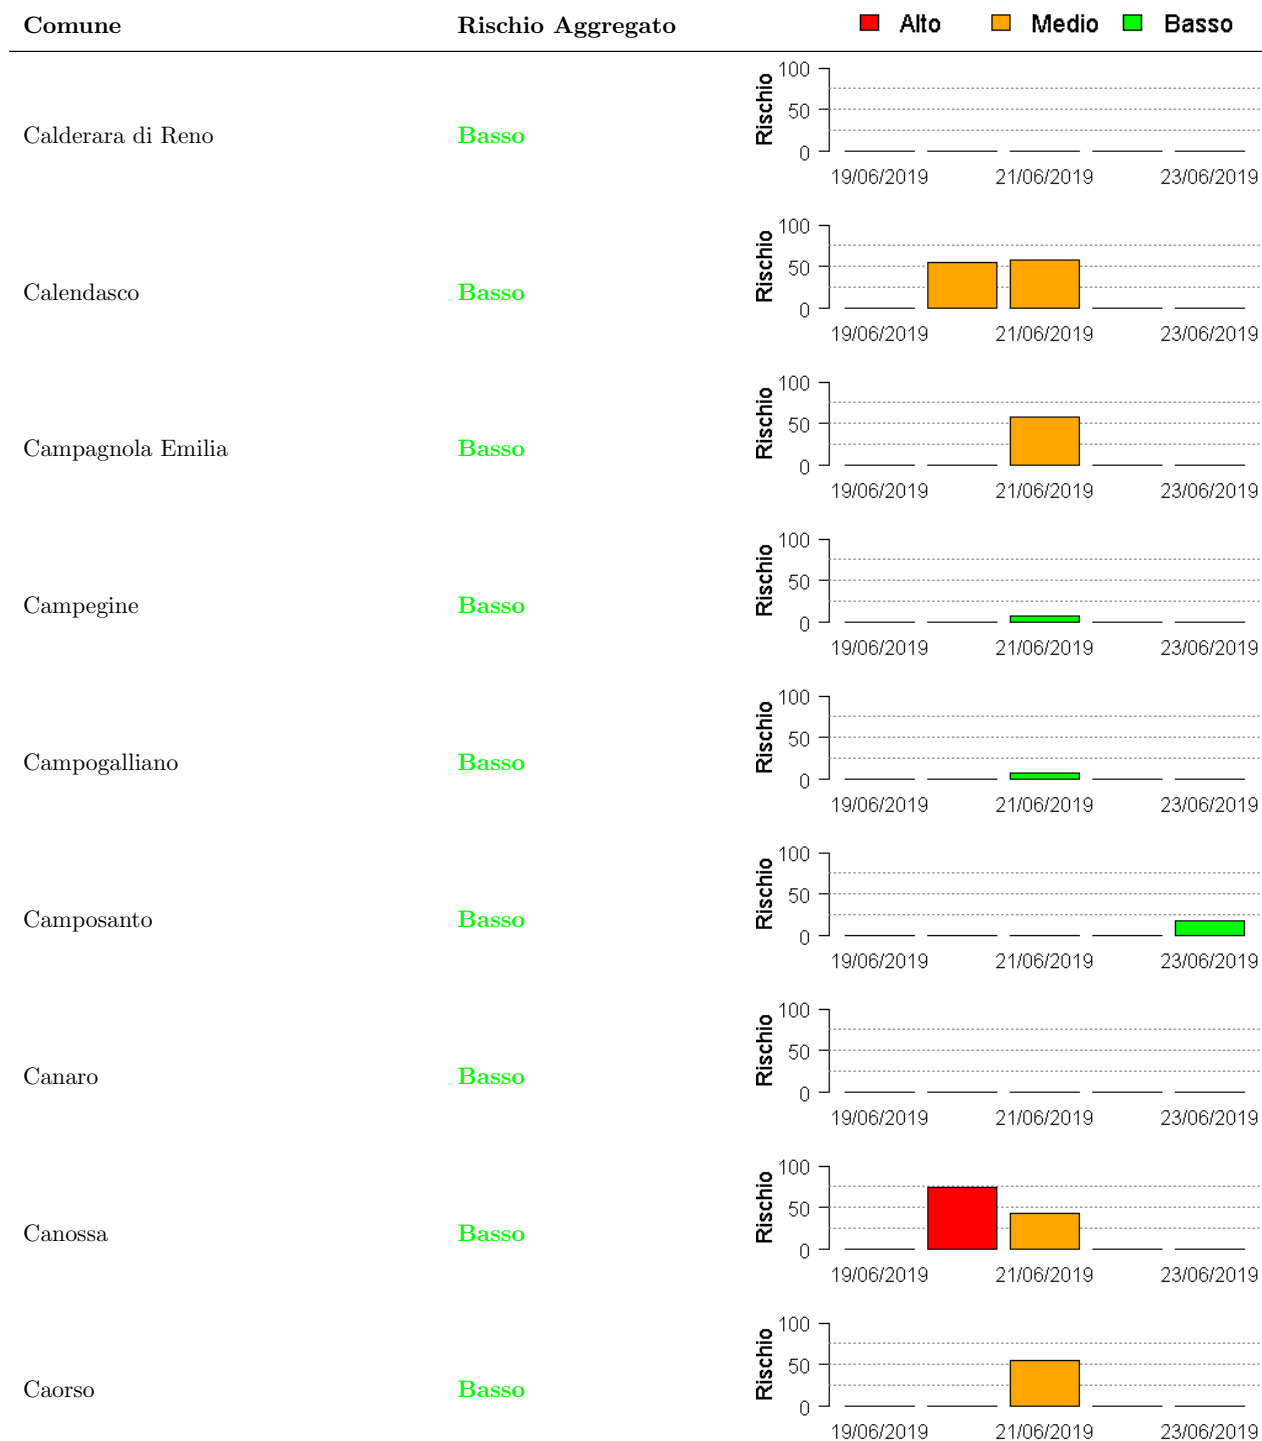 Comune Rischio Aggregato Alto Medio Basso
Calderara di Reno Basso
Rischio
100
50
0
19/06/2019 21/06/2019 23/06/2019
Calendasco Basso
Rischio
100
50
0
19/06/2019 21/06/2019 23/06/2019
Campagnola Emilia Basso
Rischio
100
50
0
19/06/2019 21/06/2019 23/06/2019
Campegine Basso
Rischio
100
50
0
19/06/2019 21/06/2019 23/06/2019
Campogalliano Basso
Rischio
100
50
0
19/06/2019 21/06/2019 23/06/2019
Camposanto Basso
Rischio
100
50
0
19/06/2019 21/06/2019 23/06/2019
Canaro Basso
Rischio
100
50
0
19/06/2019 21/06/2019 23/06/2019
Canossa Basso
Rischio
100
50
0
19/06/2019 21/06/2019 23/06/2019
Caorso Basso
Rischio
100
50
0
19/06/2019 21/06/2019 23/06/2019